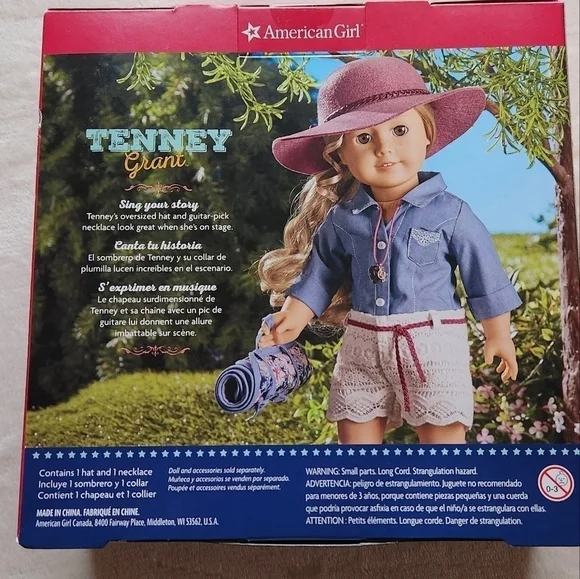 American Girl®
TENNEY
Grant™
Sing your story
Tenney's oversized hat and guitar-pick
necklace look great when she's on stage.
Canta tu historia
El sombrero de Tenney y su collar de
plumilla lucen increíbles en el escenario.
S'exprimer en musique
Le chapeau surdimensionné de
Tenney et sa chaîne avec un pic de
guitare lui donnent une allure
imbattable sur scène.
Contains 1 hat and 1 necklace
Incluye 1 sombrero y 1 collar
Contient 1 chapeau et 1 collier
Doll and accessories sold separately.
Muñeca y accesorios se venden por separado.
Poupée et accessoires vendus séparément.
MADE IN CHINA. FABRIQUÉ EN CHINE.
American Girl Canada, 8400 Fairway Place, Middleton, WI 53562, U.S.A.
WARNING: Small parts. Long Cord. Strangulation hazard.
ADVERTENCIA: peligro de estrangulamiento. Juguete no recomendado
para menores de 3 años, porque contiene piezas pequeñas y una cuerda
que podría provocar asfixia en caso de que el niño/a se estrangulara con ellas.
ATTENTION : Petits éléments. Longue corde. Danger de strangulation.
0-3